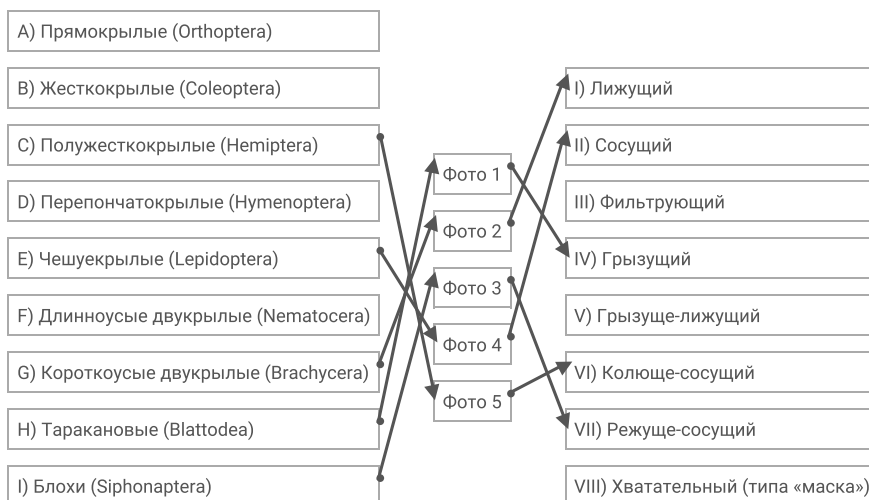 A) Прямокрылые (Orthoptera)
B) Жесткокрылые (Coleoptera)
C) Полужесткокрылые (Hemiptera)
D) Перепончатокрылые (Hymenoptera)
E) Чешуекрылые (Lepidoptera)
F) Длинноусые двукрылые (Nematocera)
G) Короткоусые двукрылые (Brachycera)
H) Таракановые (Blattodea)
I) Блохи (Siphonaptera)
Фото 1
Фото 2
Фото 3
Фото 4
Фото 5
I) Лижущий
II) Сосущий
III) Фильтрующий
IV) Грызущий
V) Грызуще-лижущий
VI) Колюще-сосущий
VII) Режуще-сосущий
VIII) Хватательный (типа «маска»)